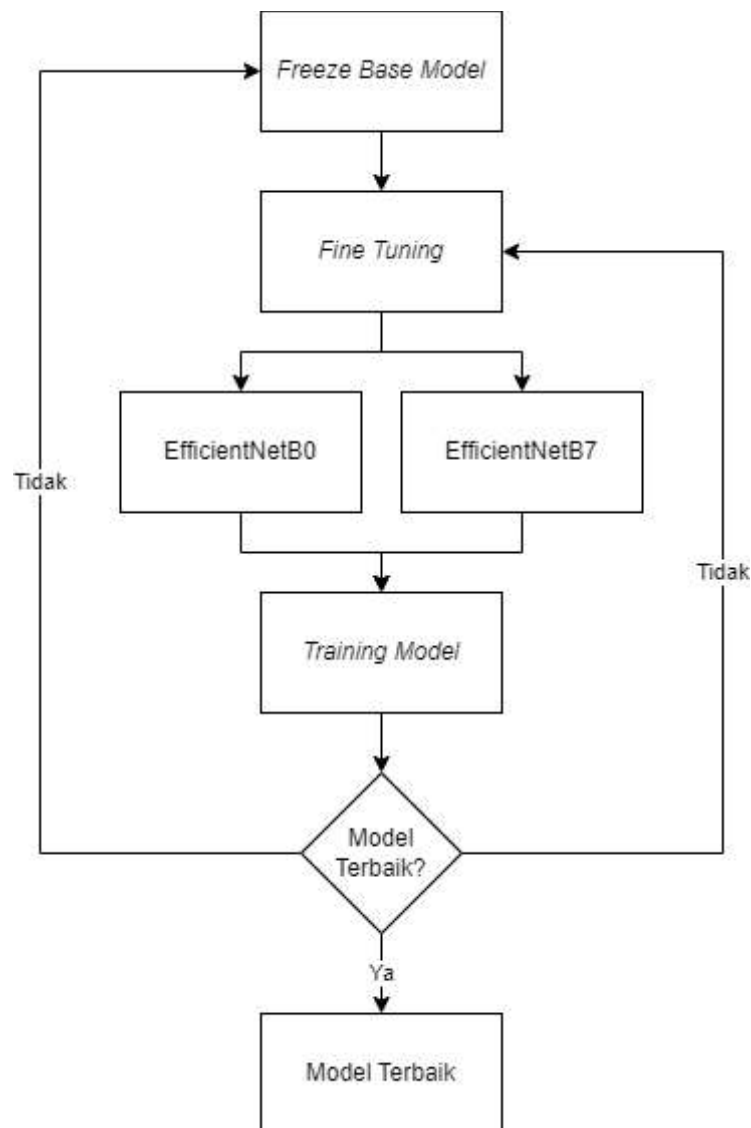 Freeze Base Model
Fine Tuning
EfficientNetB0
EfficientNetB7
Tidak
Tidak
Training Model
Model
Terbaik?
Ya
Model Terbaik